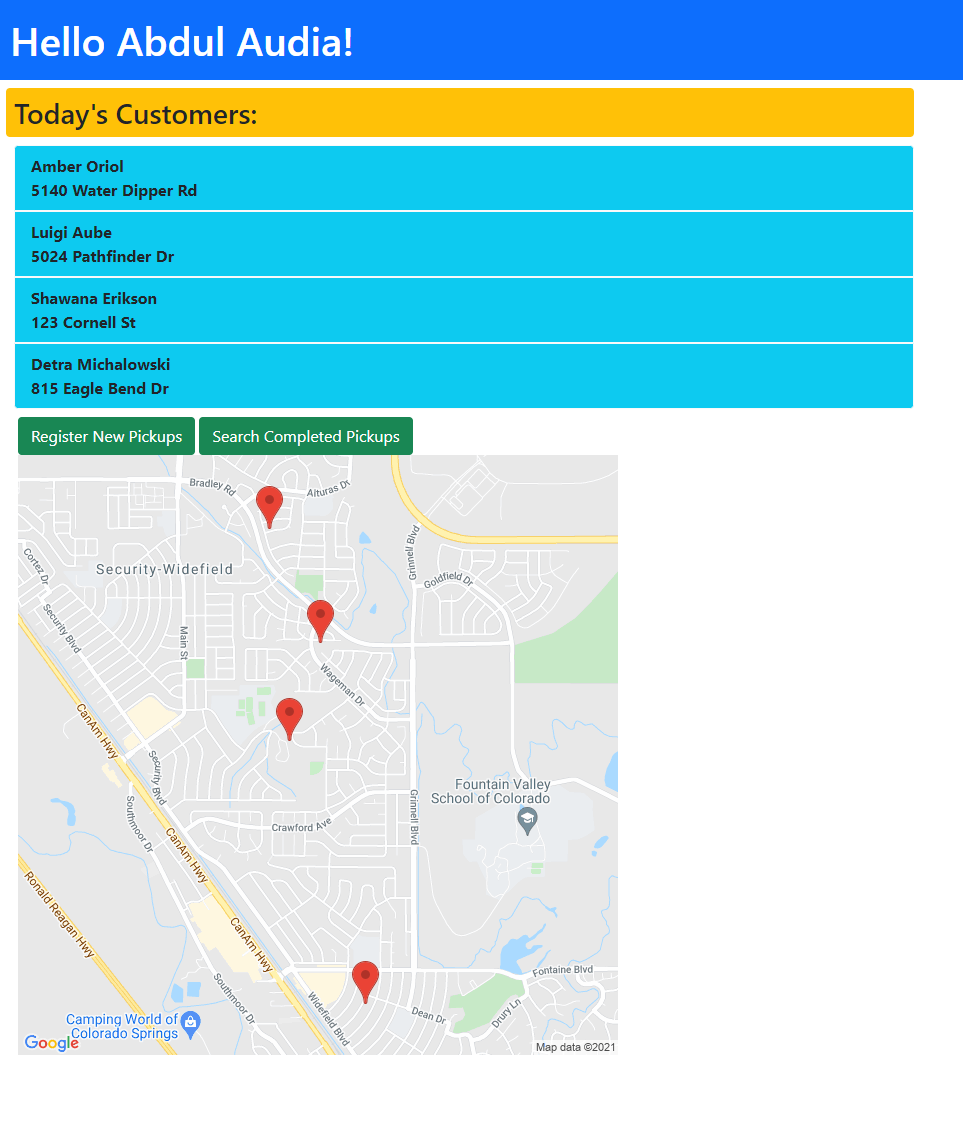 Hello Abdul Audia!
Today's Customers:
Amber Oriol
5140 Water Dipper Rd
Luigi Aube
5024 Pathfinder Dr
Shawana Erikson
123 Cornell St
Detra Michalowski
815 Eagle Bend Dr
Register New Pickups
Search Completed Pickups
Bradley Rd
Alturas Dr
Grinnell Blvd
Cortez Dr
Security-Widefield
Goldfield Dr
Security Blvd
Main St
Wageman Dr
CanAm Hwy
Security Blvd
Fountain Valley
School of Colorado
Southmoor Dr
Grinnell Blvd
Crawford Ave
CanAm Hwy
Ronald Reagan Hwy
CanAm Hwy
Fontaine Blvd
Southmoor Dr
Widefield Blvd
Dean Dr
Drury Ln
Camping World of
Colorado Springs
Google
Map data ©2021